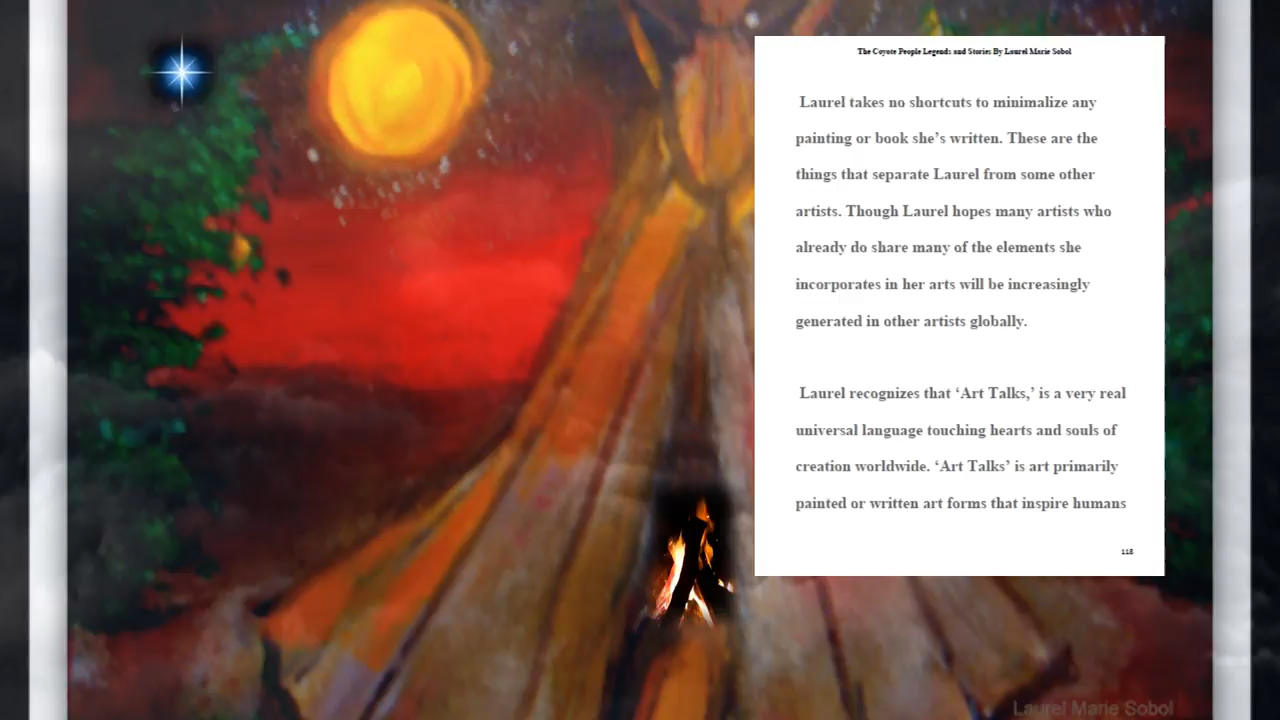 The Coyote People Legends and Stories By Laurel Marie Sobol
Laurel takes no shortcuts to minimalize any
painting or book she’s written. These are the
things that separate Laurel from some other
artists. Though Laurel hopes many artists who
already do share many of the elements she
incorporates in her arts will be increasingly
generated in other artists globally.
Laurel recognizes that ‘Art Talks,’ is a very real
universal language touching hearts and souls of
creation worldwide. ‘Art Talks’ is art primarily
painted or written art forms that inspire humans
118
Laurel Marie Sobol